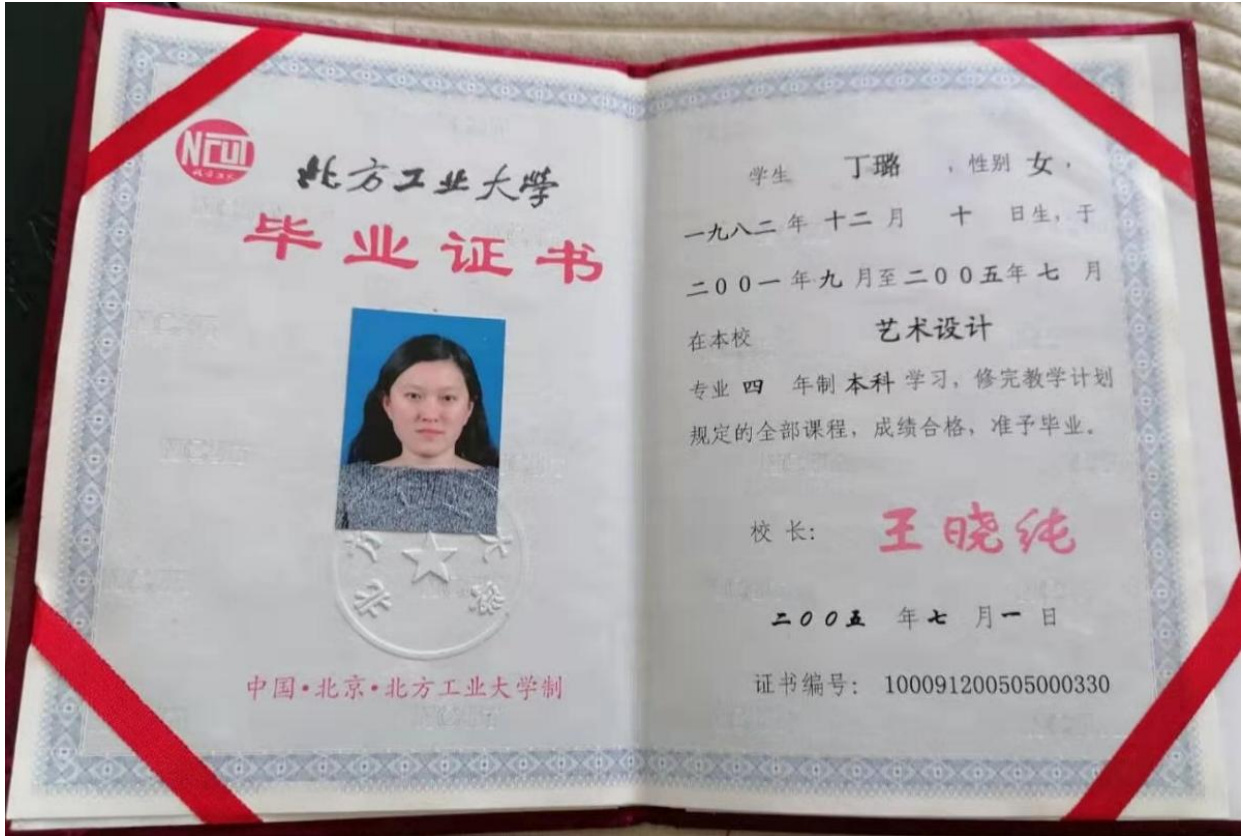 NCUT
北方工业大学
毕业证书
中国·北京·北方工业大学制
学生 丁璐 ，性别 女，
一九八二 年 十二 月 十 日生，于
二00一 年 九 月至 二00五 年 七 月
在本校 艺术设计
专业 四 年制 本科 学习，修完教学计划
规定的全部课程，成绩合格，准予毕业。
校 长： 王晓纯
二00五 年 七 月 一 日
证书编号： 100091200505000330